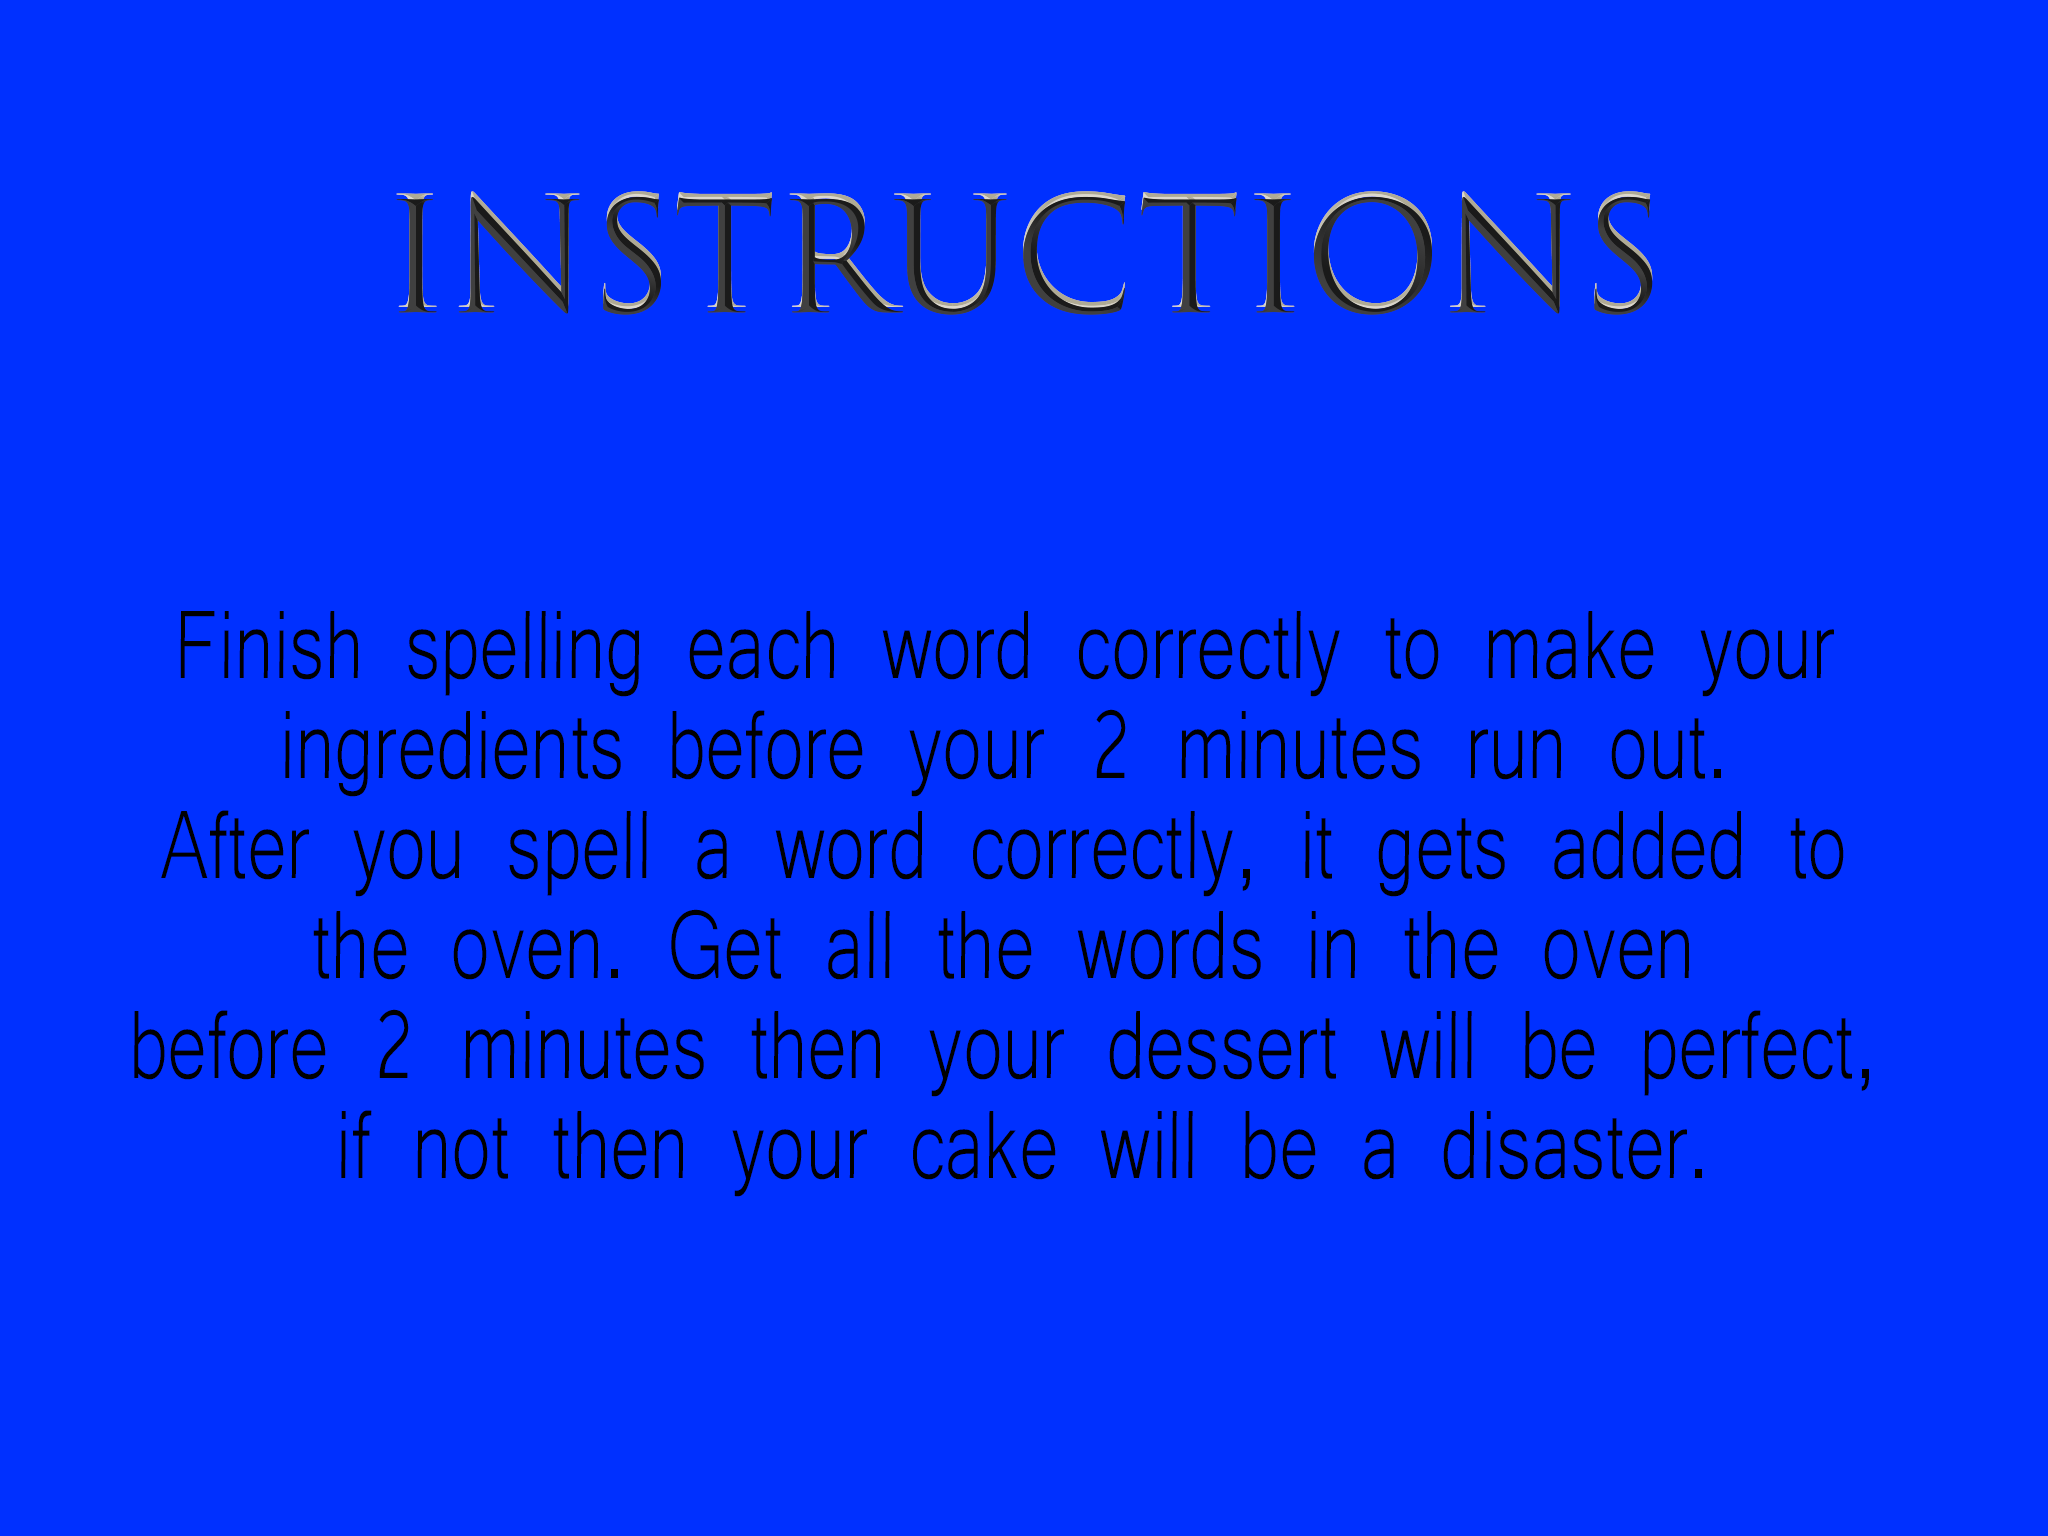 INSTRUCTIONS
Finish spelling each word correctly to make your
ingredients before your 2 minutes run out.
After you spell a word correctly, it gets added to
the oven. Get all the words in the oven
before 2 minutes then your dessert will be perfect,
if not then your cake will be a disaster.